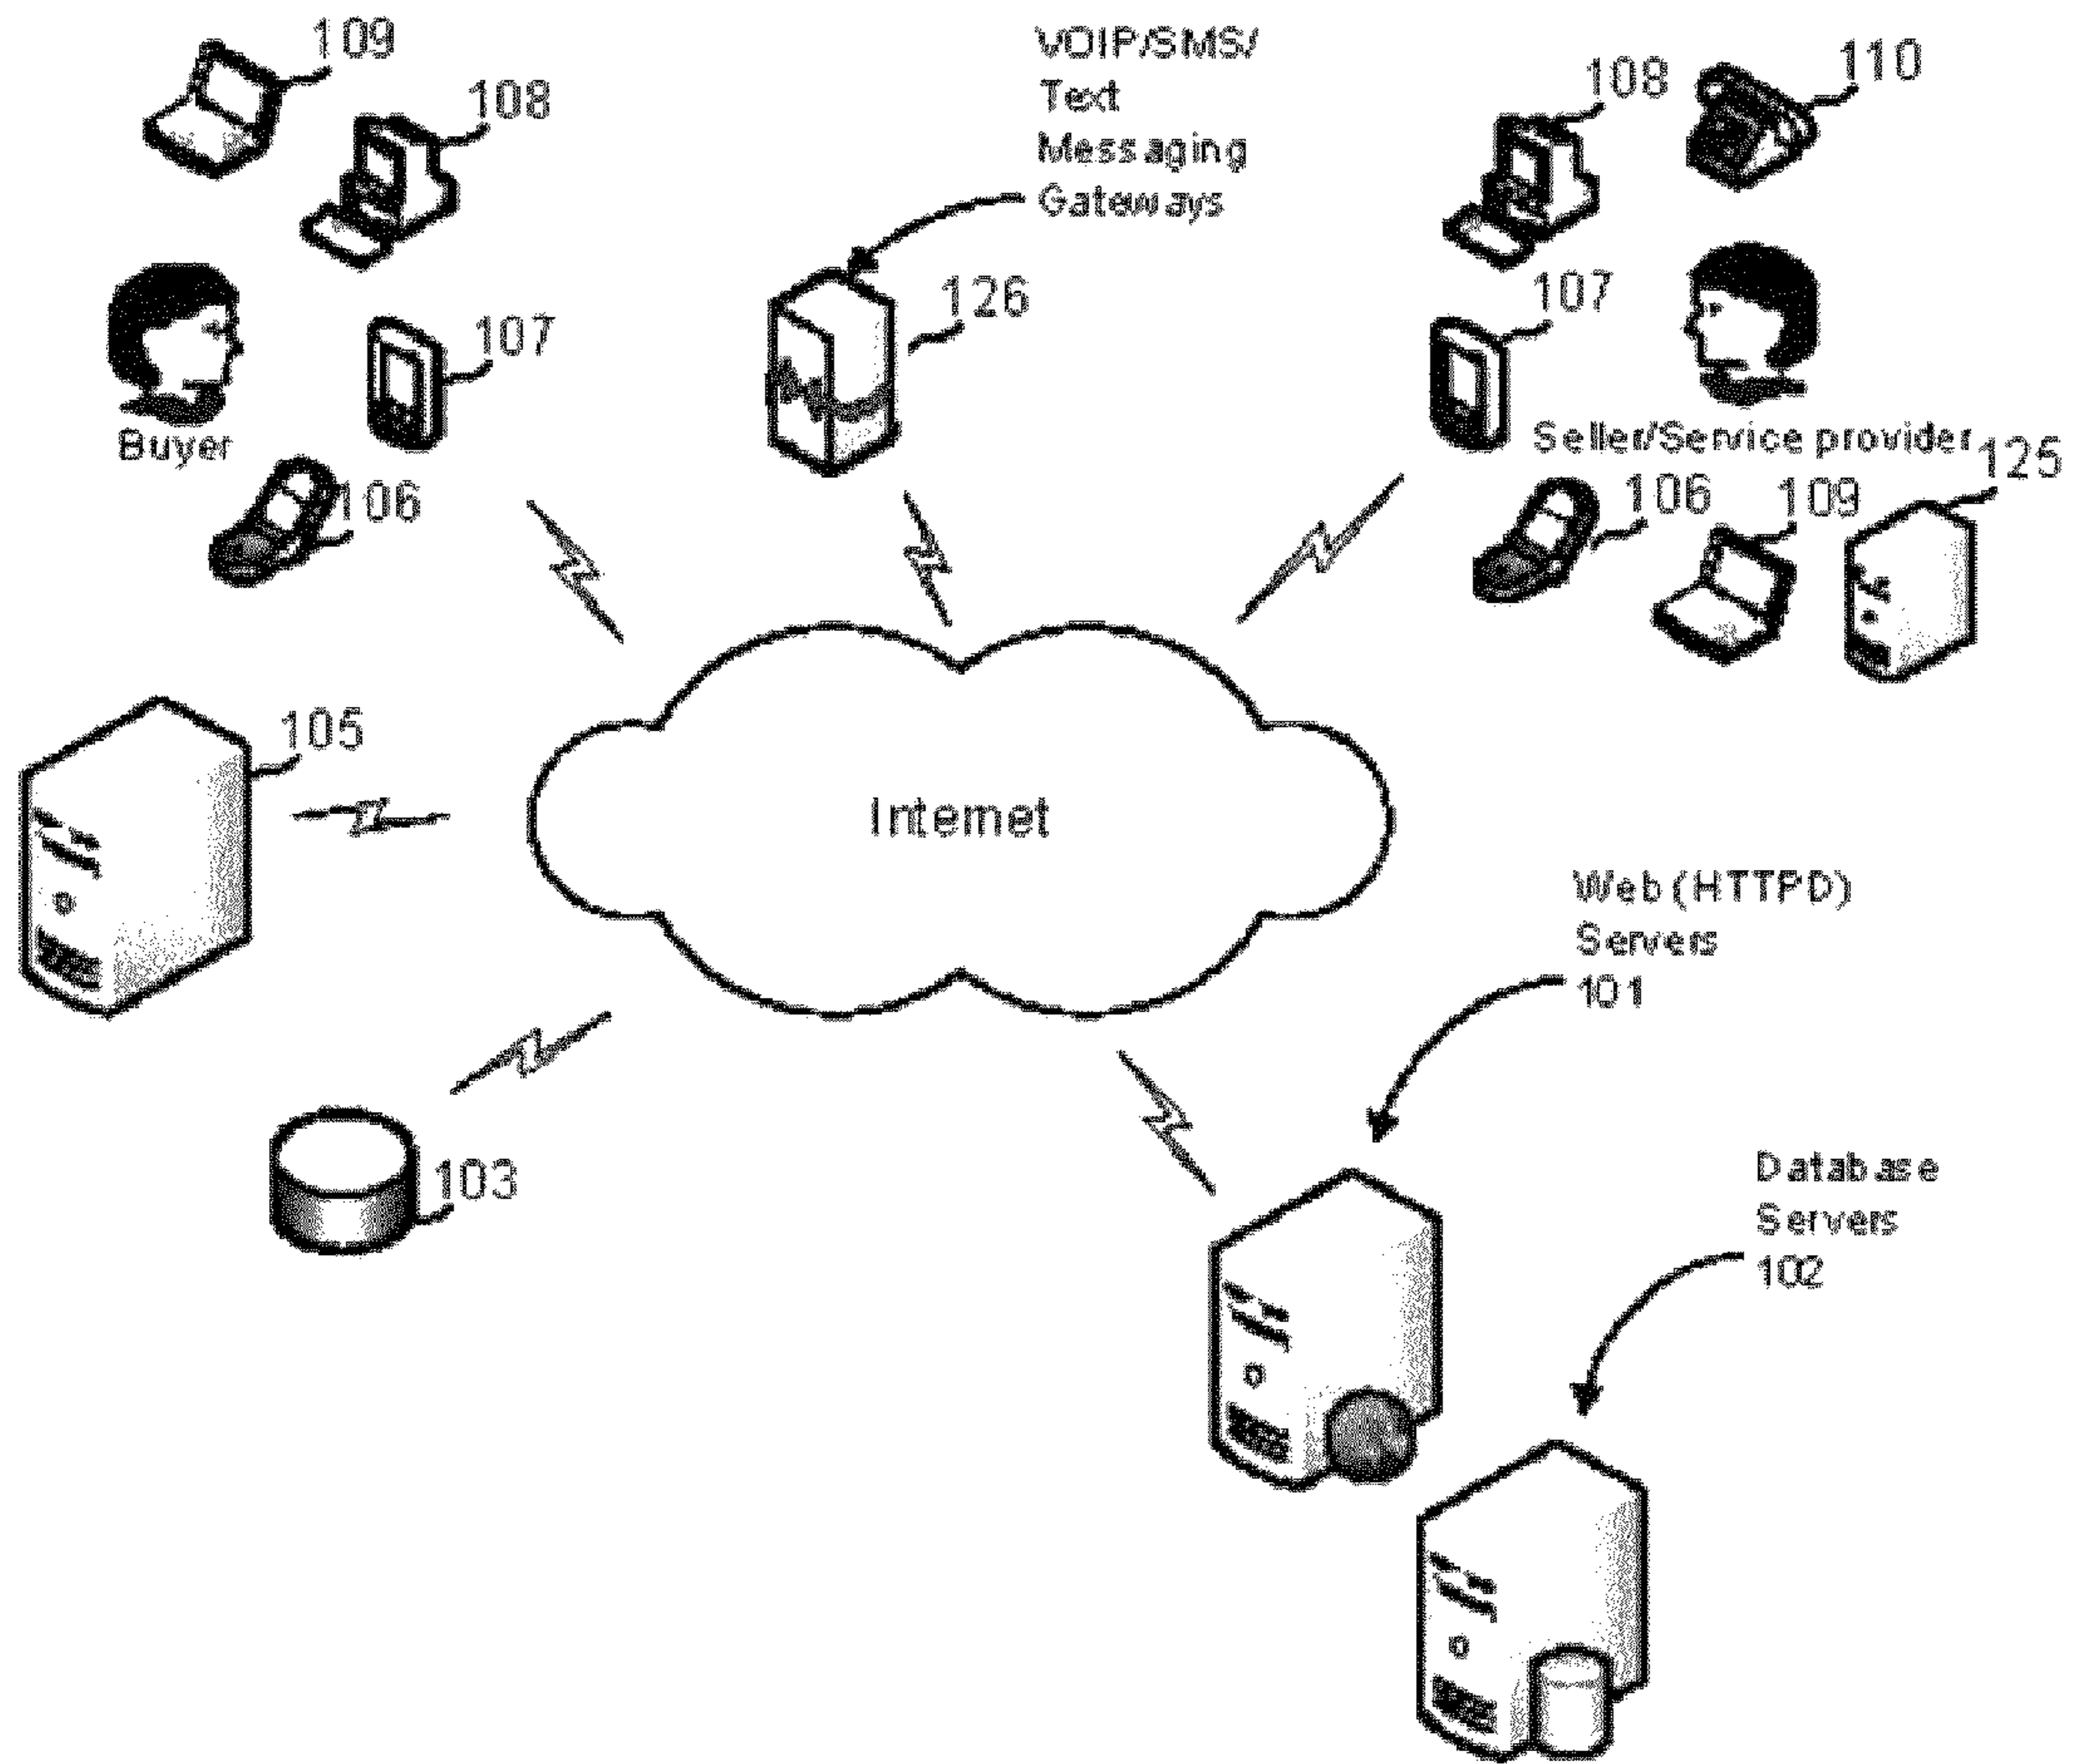 109
108
VOIP/SMS/
Text
Messaging
Gateways
108
110
107
126
107
Buyer
Seller/Service provider
125
106
106
109
105
Internet
Web (HTTPD)
Servers
101
103
Database
Servers
102